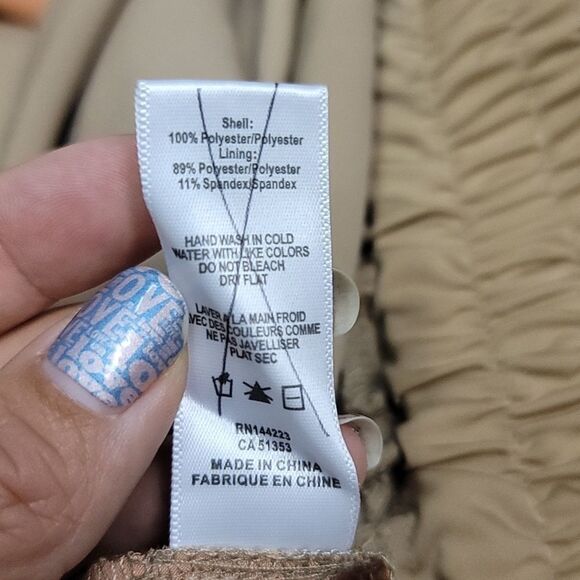 Shell:
100% Polyester/Polyester
Lining:
89% Polyester/Polyester
11% Spandex/Spandex
HAND WASH IN COLD
WATER WITH LIKE COLORS
DO NOT BLEACH
DRY FLAT
LAVER A LA MAIN FROID
AVEC DES COULEURS COMME
NE PAS JAVELLISER
PLAT SEC
RN144223
CA 51353
MADE IN CHINA
FABRIQUE EN CHINE
LOVE